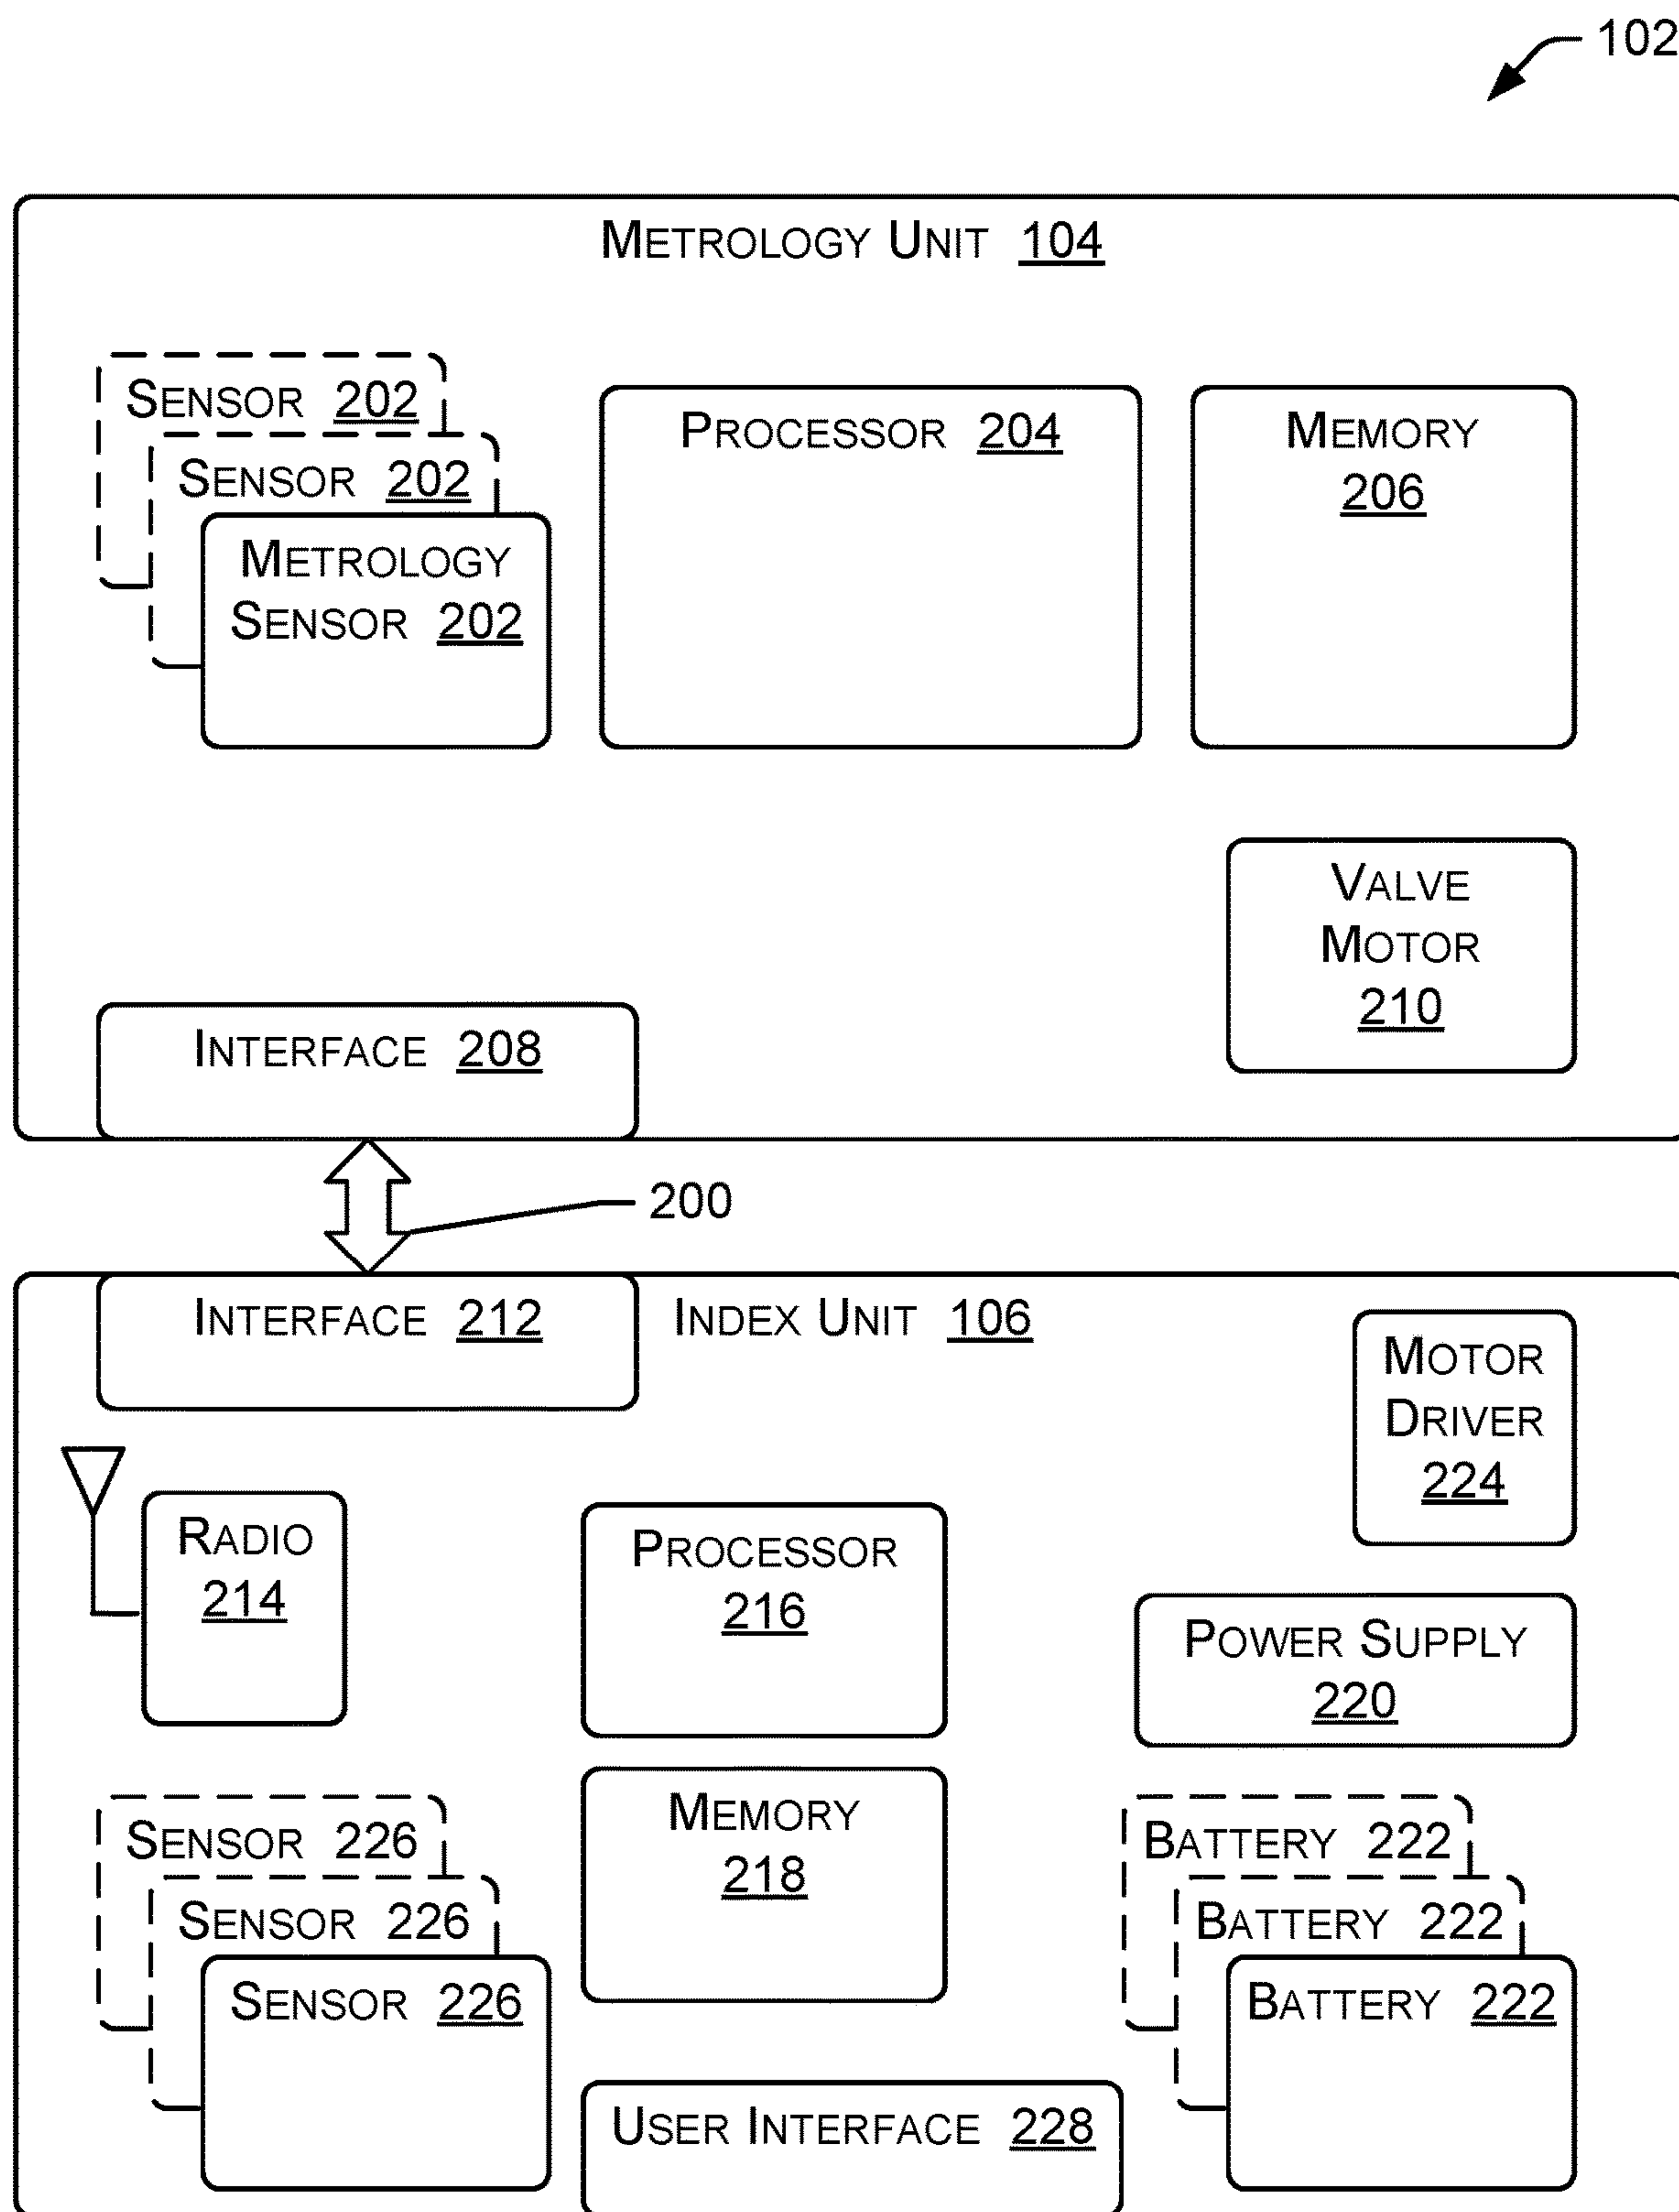 102
METROLOGY UNIT 104
SENSOR 202
SENSOR 202
METROLOGY
SENSOR 202
PROCESSOR 204
MEMORY
206
VALVE
MOTOR
210
INTERFACE 208
200
INTERFACE 212
INDEX UNIT 106
MOTOR
DRIVER
224
RADIO
214
PROCESSOR
216
POWER SUPPLY
220
SENSOR 226
SENSOR 226
SENSOR 226
MEMORY
218
BATTERY 222
BATTERY 222
BATTERY 222
USER INTERFACE 228